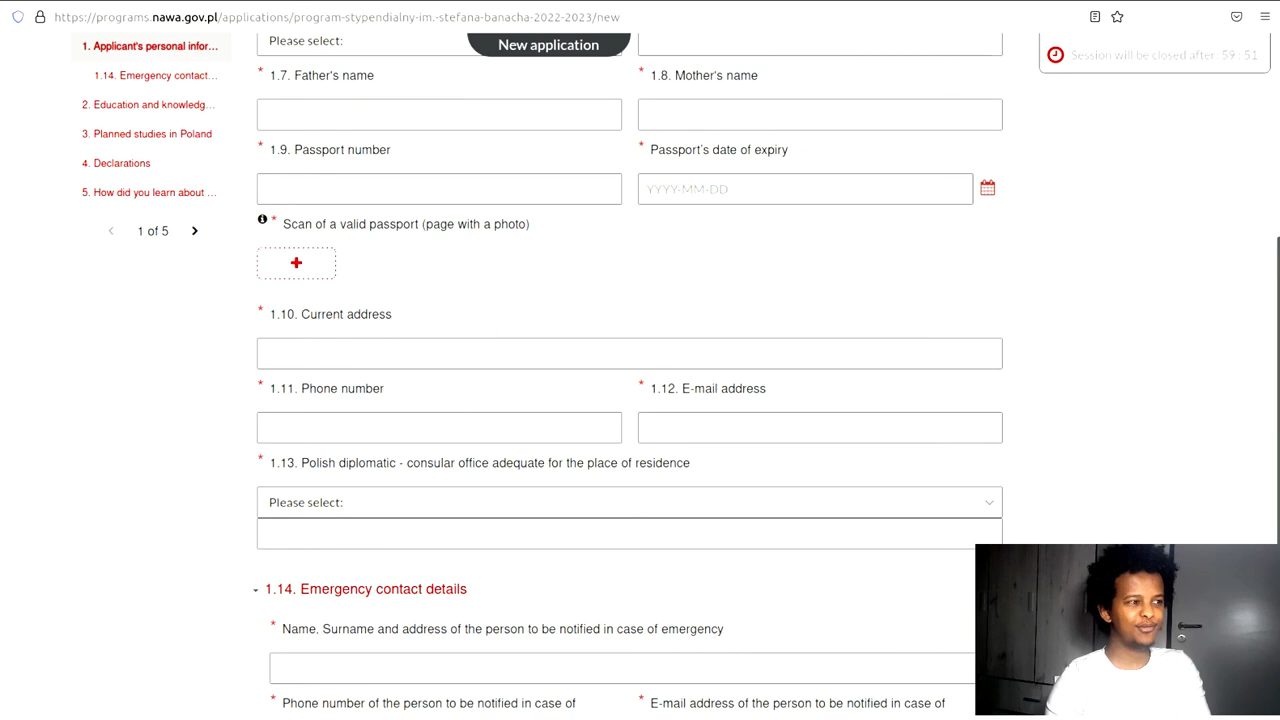 https://programs.nawa.gov.pl/applications/program-stypendialny-im.-stefana-banacha-2022-2023/new
1. Applicant's personal infor...
1.14. Emergency contact...
2. Education and knowledg...
3. Planned studies in Poland
4. Declarations
5. How did you learn about ...
1 of 5
Please select:
New application
Session will be closed after: 59 : 51
* 1.7. Father's name
* 1.8. Mother's name
* 1.9. Passport number
* Passport's date of expiry
YYYY-MM-DD
* Scan of a valid passport (page with a photo)
+
* 1.10. Current address
* 1.11. Phone number
* 1.12. E-mail address
* 1.13. Polish diplomatic - consular office adequate for the place of residence
Please select:
1.14. Emergency contact details
* Name. Surname and address of the person to be notified in case of emergency
* Phone number of the person to be notified in case of
* E-mail address of the person to be notified in case of